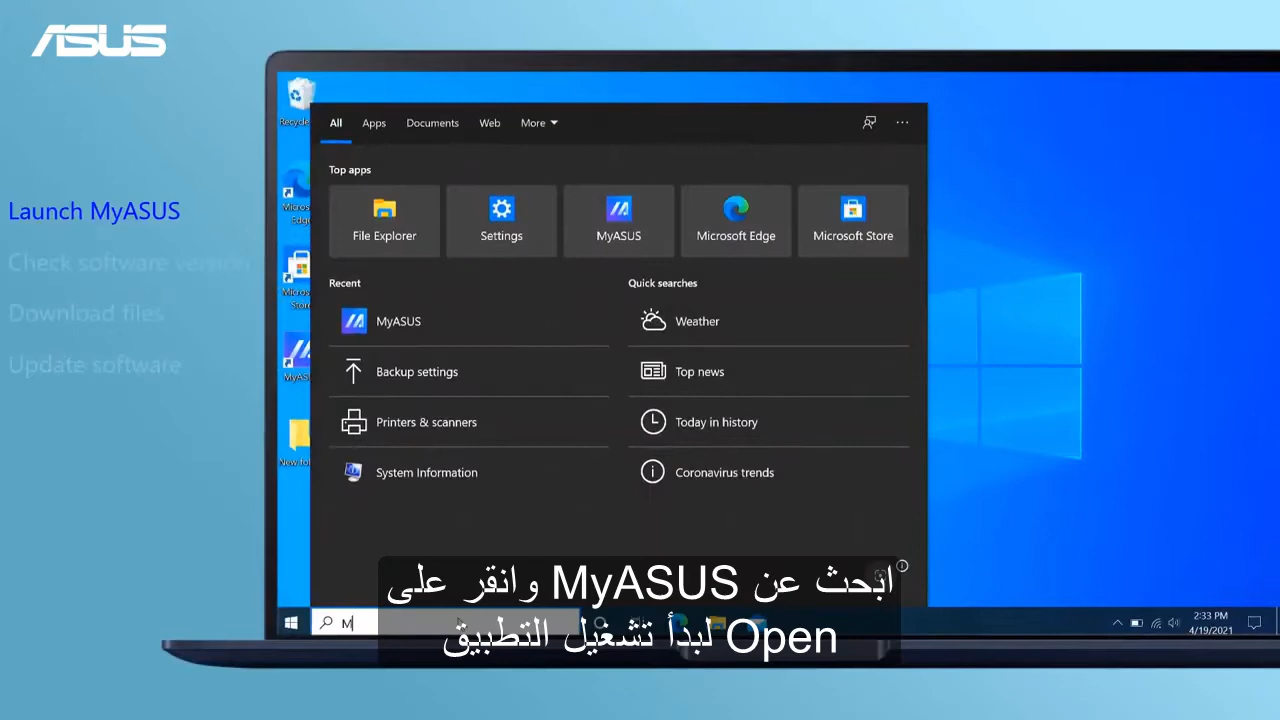 ASUS
Launch MyASUS
Check software version
Download files
Update software
All Apps Documents Web More
Top apps
File Explorer
Settings
MyASUS
Microsoft Edge
Microsoft Store
Recent
MyASUS
Backup settings
Printers & scanners
System Information
Quick searches
Weather
Top news
Today in history
Coronavirus trends
ابحث عن MyASUS وانقر على
Open لبدأ تشغيل التطبيق
M
2:33 PM
4/19/2021